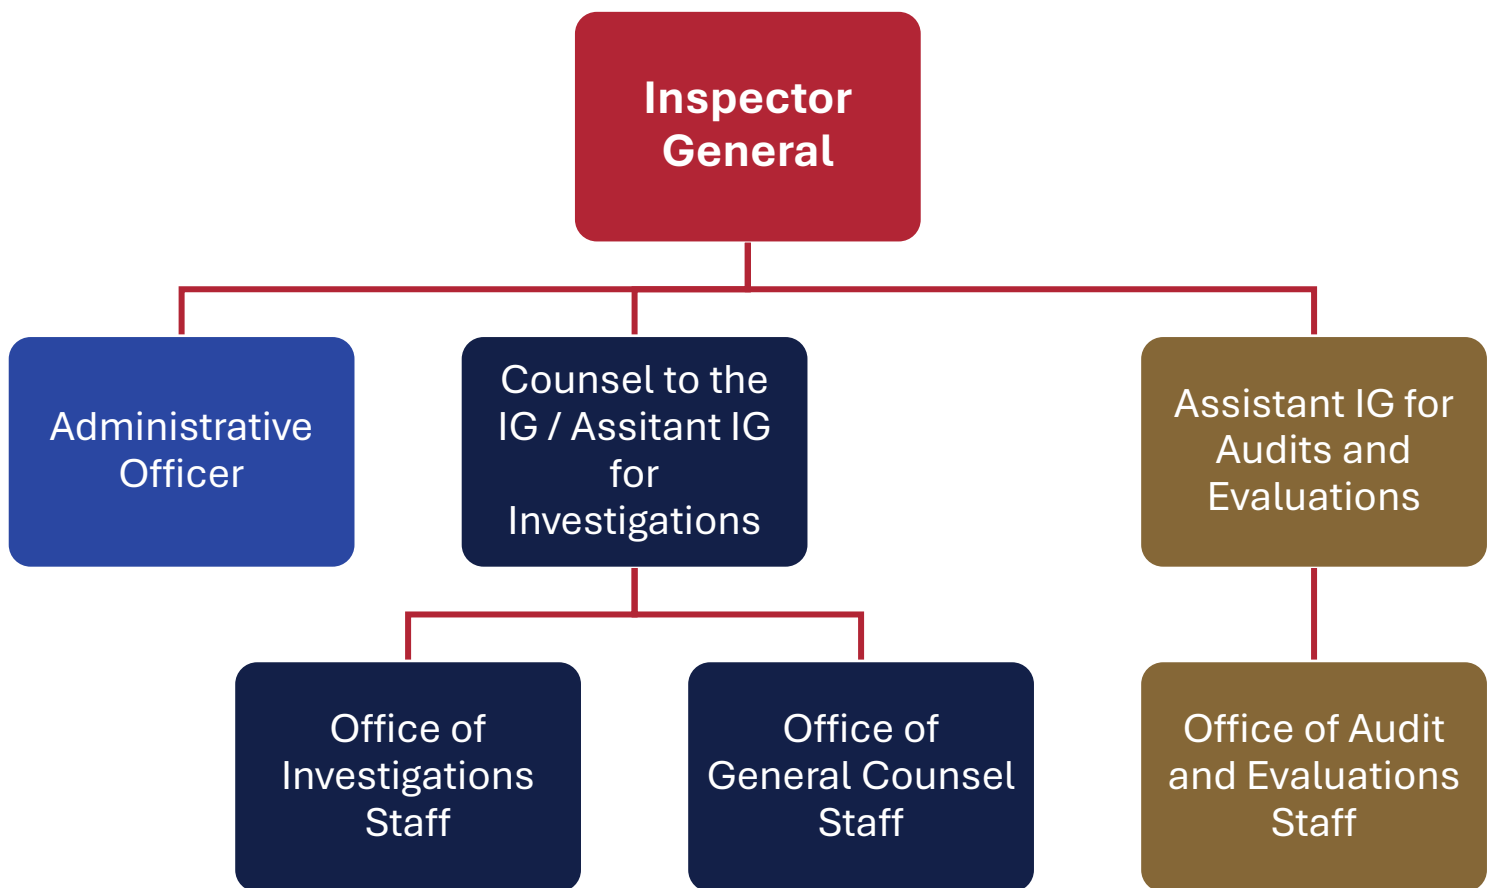 Inspector
General
Administrative
Officer
Counsel to the
IG / Assitant IG
for
Investigations
Assistant IG for
Audits and
Evaluations
Office of
Investigations
Staff
Office of
General Counsel
Staff
Office of Audit
and Evaluations
Staff